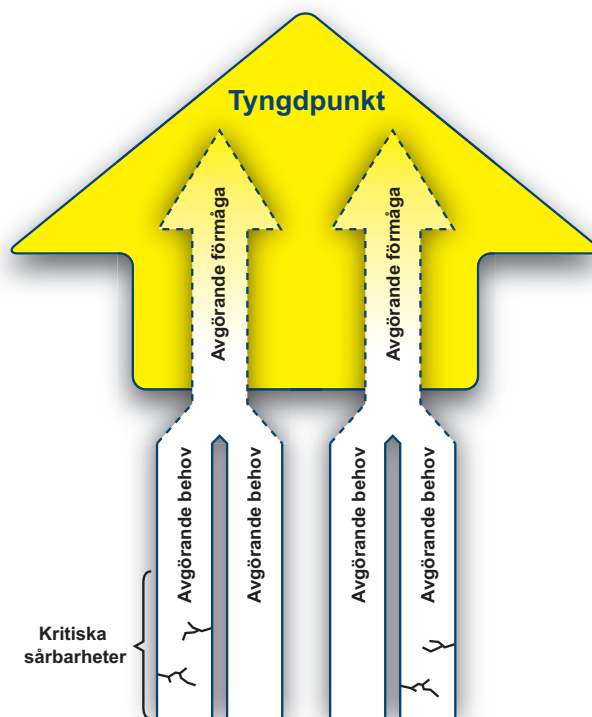 Tyngdpunkt
Avgörande förmåga
Avgörande förmåga
Avgörande behov
Avgörande behov
Avgörande behov
Avgörande behov
Kritiska
sårbarheter